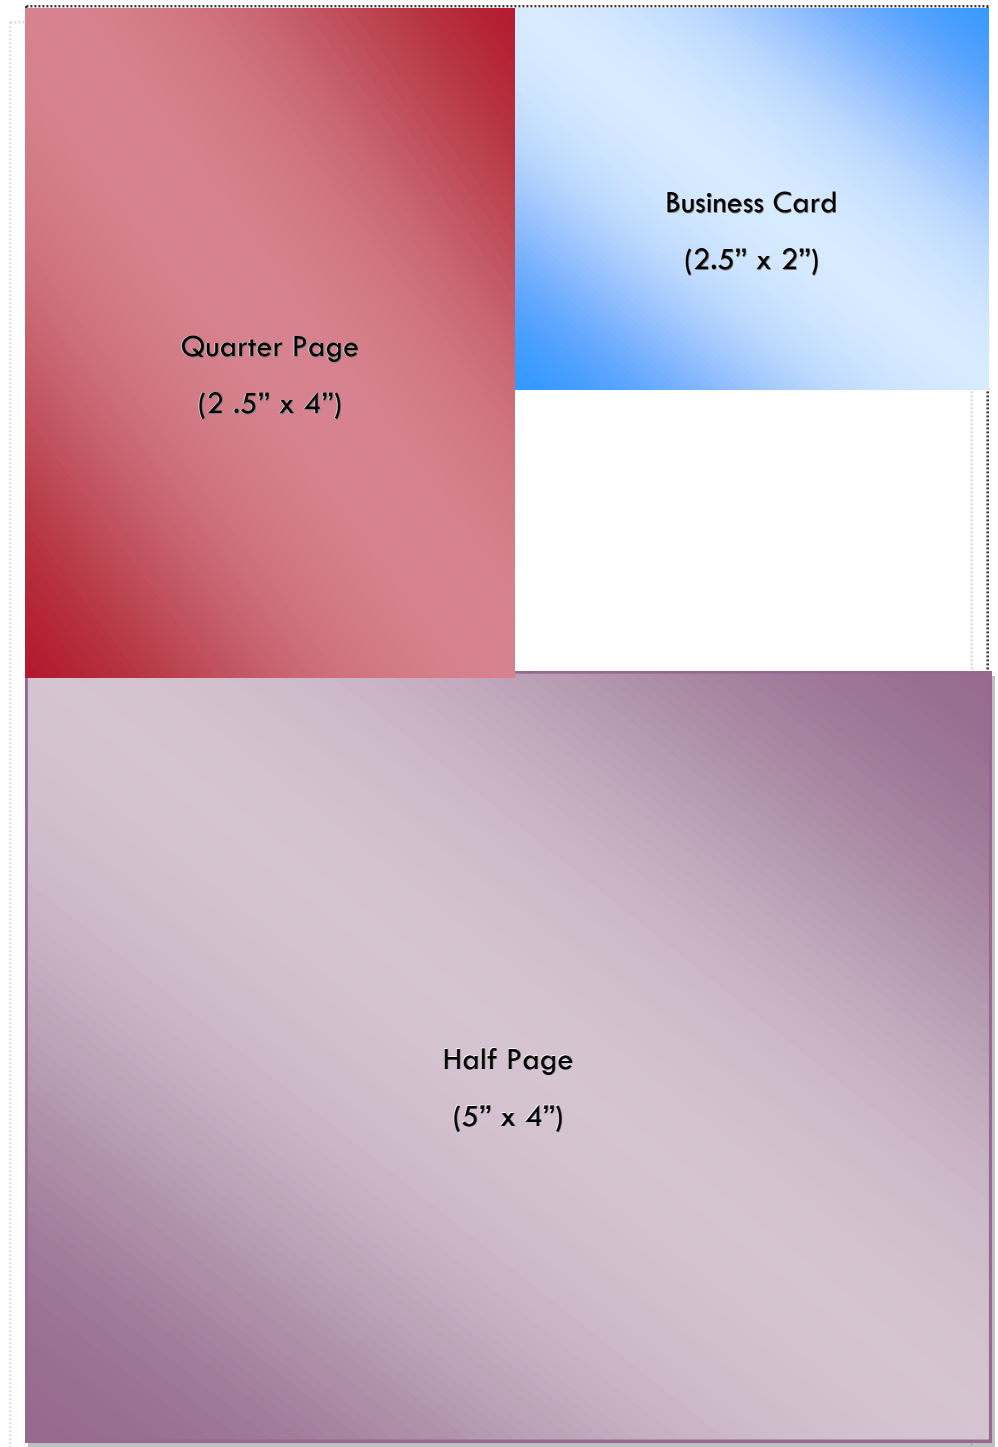 Business Card
(2.5” x 2”)
Quarter Page
(2 .5” x 4”)
Half Page
(5” x 4”)